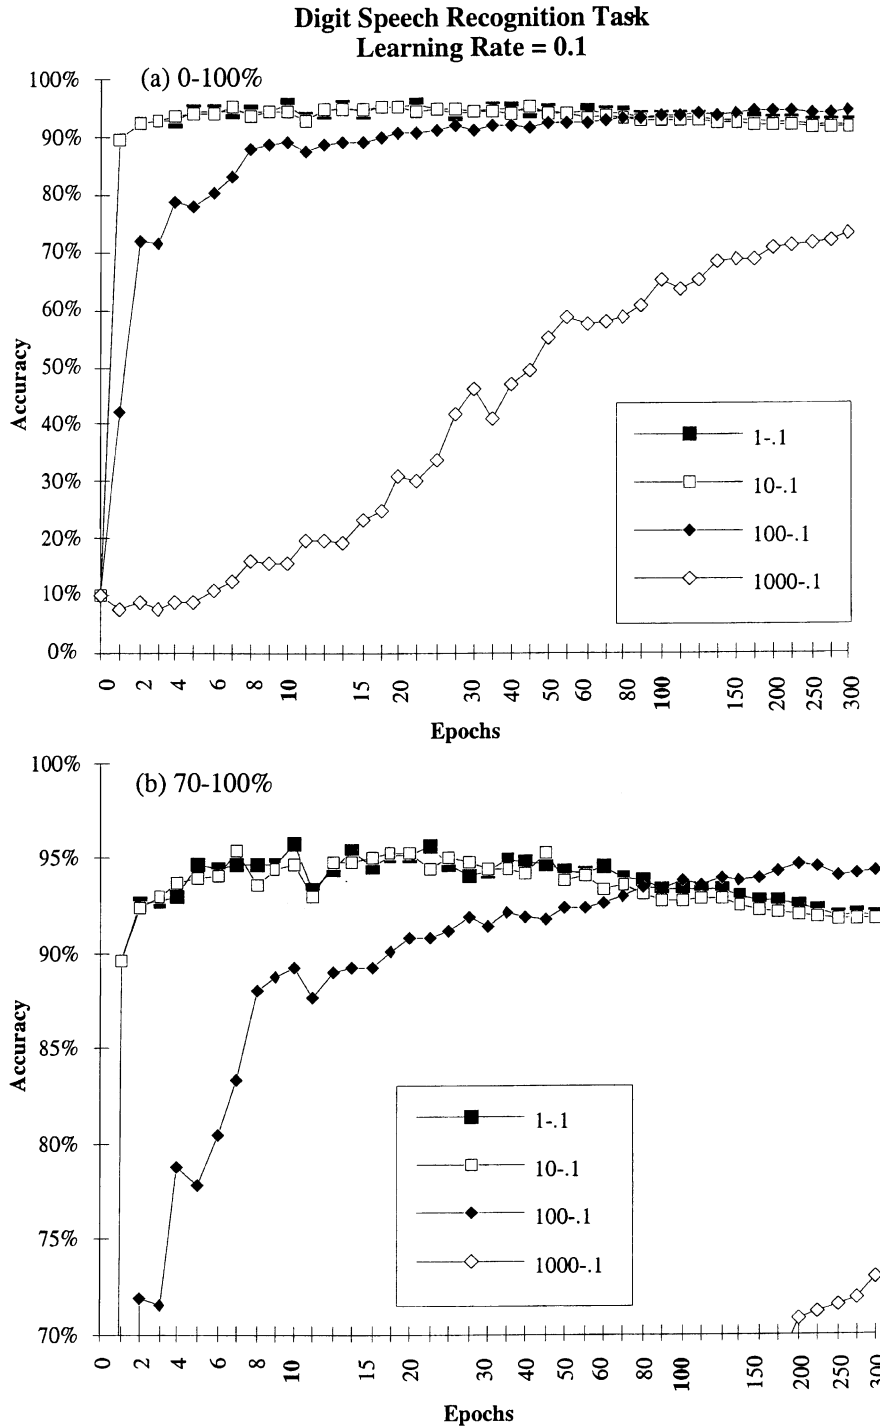 Digit Speech Recognition Task
Learning Rate = 0.1
(a) 0-100%
100%
90%
80%
70%
60%
50%
40%
30%
20%
10%
0%
Accuracy
1-.1
10-.1
100-.1
1000-.1
0 2 4 6 8 10 15 20 30 40 50 60 80 100 150 200 250 300
Epochs
(b) 70-100%
100%
95%
90%
85%
80%
75%
70%
Accuracy
1-.1
10-.1
100-.1
1000-.1
0 2 4 6 8 10 15 20 30 40 50 60 80 100 150 200 250 300
Epochs